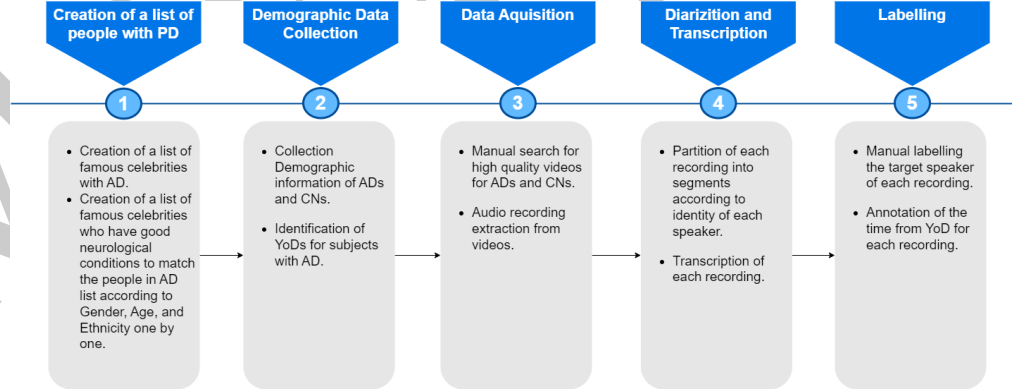 Creation of a list of
people with PD
Demographic Data
Collection
Data Aquisition
Diarizition and
Transcription
Labelling
1
2
3
4
5
• Creation of a list of
famous celebrities
with AD.
• Creation of a list of
famous celebrities
who have good
neurological
conditions to match
the people in AD
list according to
Gender, Age, and
Ethnicity one by
one.
• Collection
Demographic
information of ADs
and CNs.
• Identification of
YoDs for subjects
with AD.
• Manual search for
high quality videos
for ADs and CNs.
• Audio recording
extraction from
videos.
• Partition of each
recording into
segments
according to
identity of each
speaker.
• Transcription of
each recording.
• Manual labelling
the target speaker
of each recording.
• Annotation of the
time from YoD for
each recording.